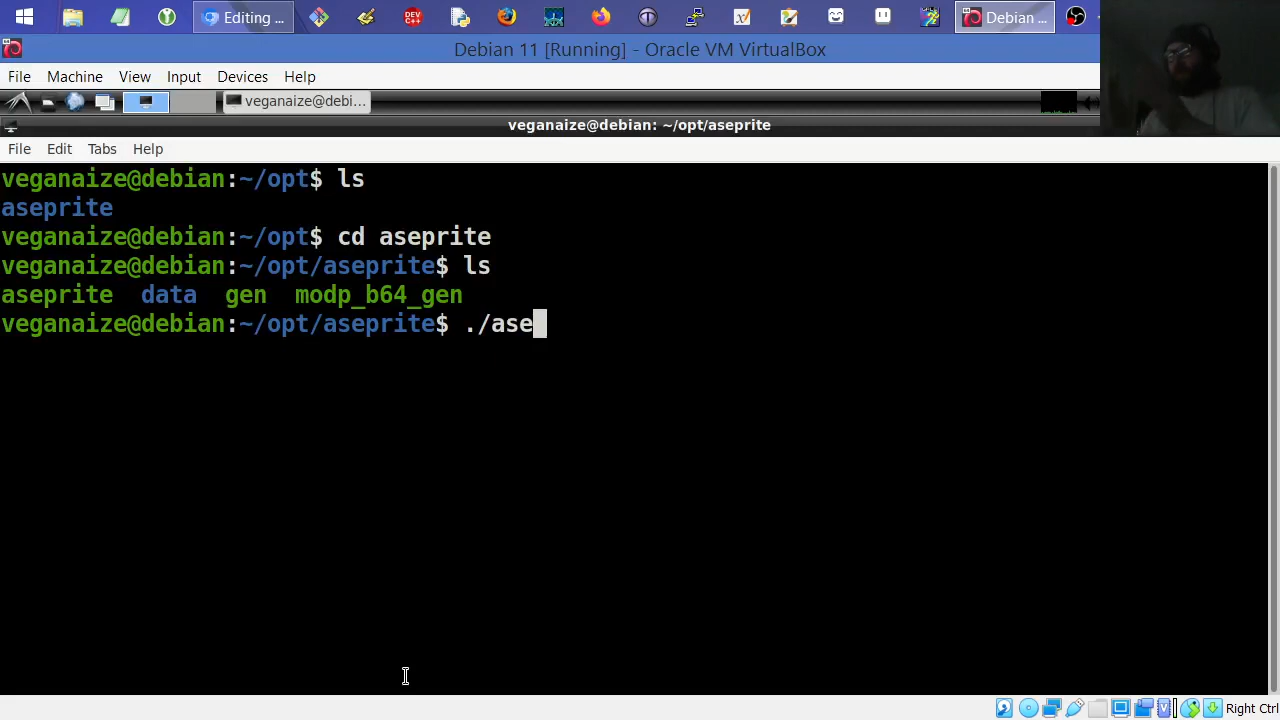 Editing ...
Debian ...
Debian 11 [Running] - Oracle VM VirtualBox
File Machine View Input Devices Help
veganaize@debi...
veganaize@debian: ~/opt/aseprite
File Edit Tabs Help
veganaize@debian:~/opt$ ls
aseprite
veganaize@debian:~/opt$ cd aseprite
veganaize@debian:~/opt/aseprite$ ls
aseprite data gen modp_b64_gen
veganaize@debian:~/opt/aseprite$ ./ase
Right Ctrl